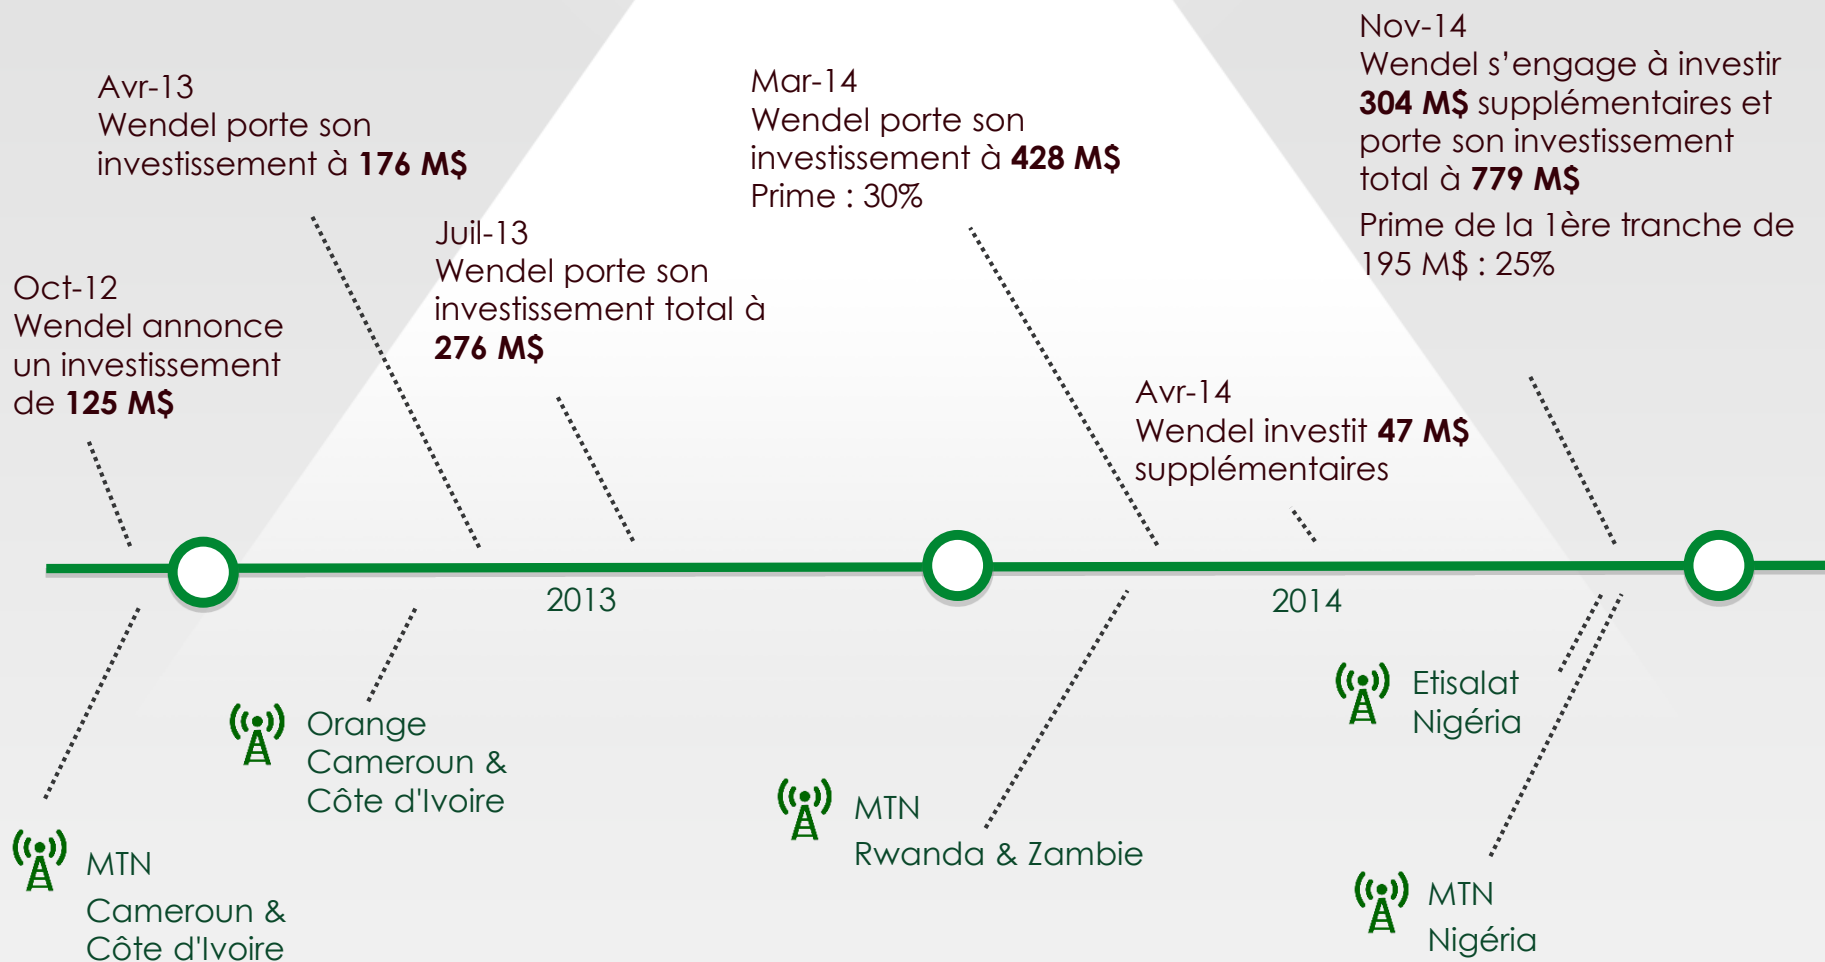 Oct-12
Wendel annonce
un investissement
de 125 M$
Avr-13
Wendel porte son
investissement à 176 M$
Juil-13
Wendel porte son
investissement total à
276 M$
Mar-14
Wendel porte son
investissement à 428 M$
Prime : 30%
Avr-14
Wendel investit 47 M$
supplémentaires
Nov-14
Wendel s’engage à investir
304 M$ supplémentaires et
porte son investissement
total à 779 M$
Prime de la 1ère tranche de
195 M$ : 25%
2013
2014
MTN
Cameroun &
Côte d'Ivoire
Orange
Cameroun &
Côte d'Ivoire
MTN
Rwanda & Zambie
Etisalat
Nigéria
MTN
Nigéria